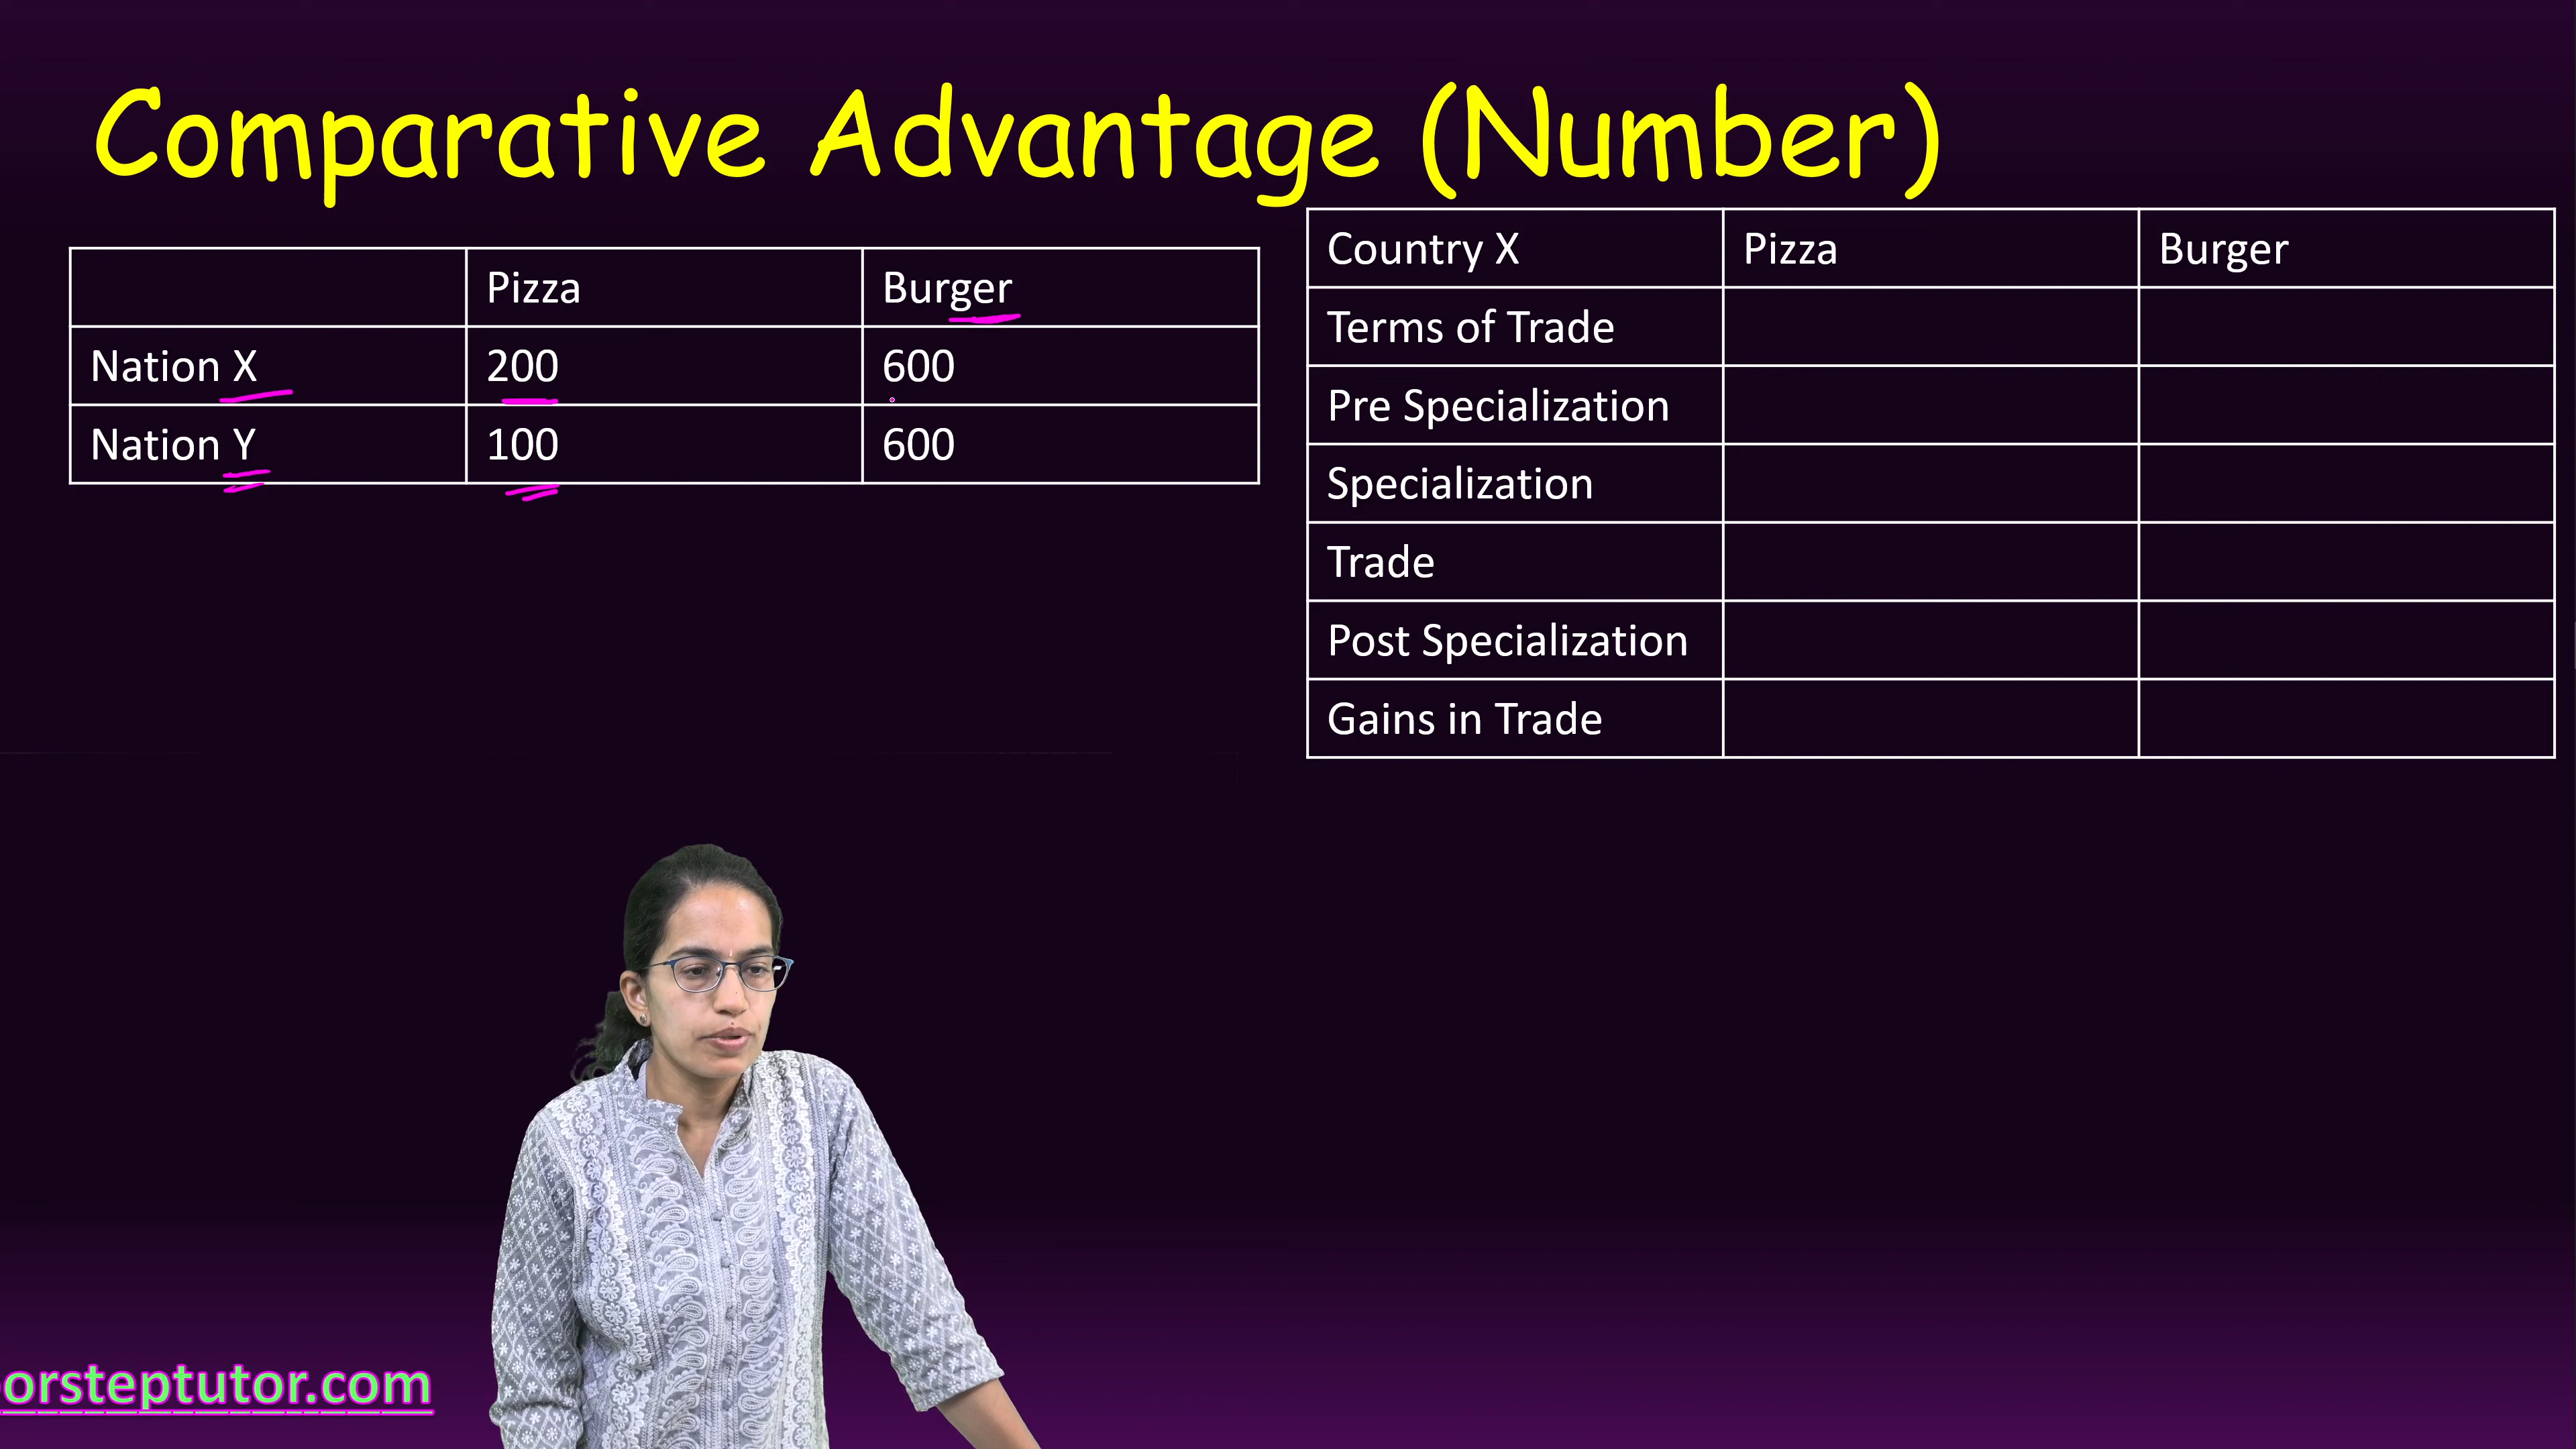 Comparative Advantage (Number)
Pizza Burger
Nation X 200 600
Nation Y 100 600
Country X Pizza Burger
Terms of Trade
Pre Specialization
Specialization
Trade
Post Specialization
Gains in Trade
orsteptutor.com